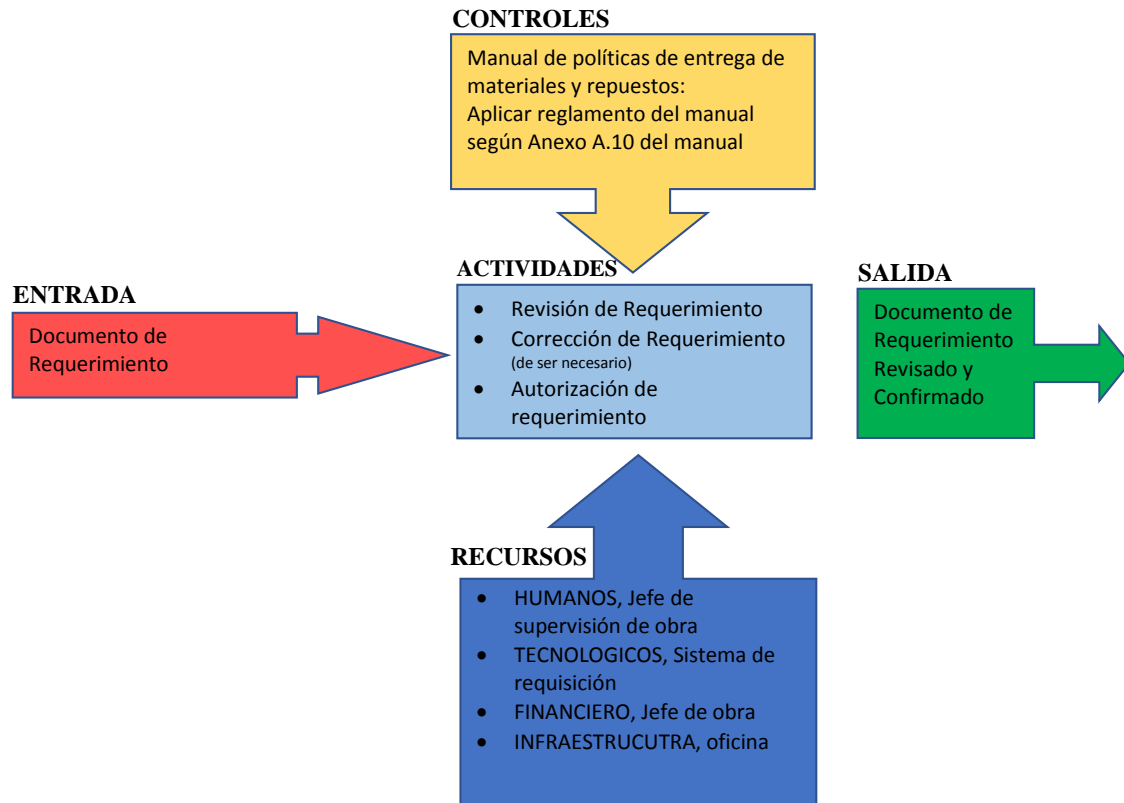 CONTROLES
Manual de políticas de entrega de
materiales y repuestos:
Aplicar reglamento del manual
según Anexo A.10 del manual
ENTRADA
Documento de
Requerimiento
ACTIVIDADES
• Revisión de Requerimiento
• Corrección de Requerimiento
(de ser necesario)
• Autorización de
requerimiento
SALIDA
Documento de
Requerimiento
Revisado y
Confirmado
RECURSOS
• HUMANOS, Jefe de
supervisión de obra
• TECNOLOGICOS, Sistema de
requisición
• FINANCIERO, Jefe de obra
• INFRAESTRUCUTRA, oficina